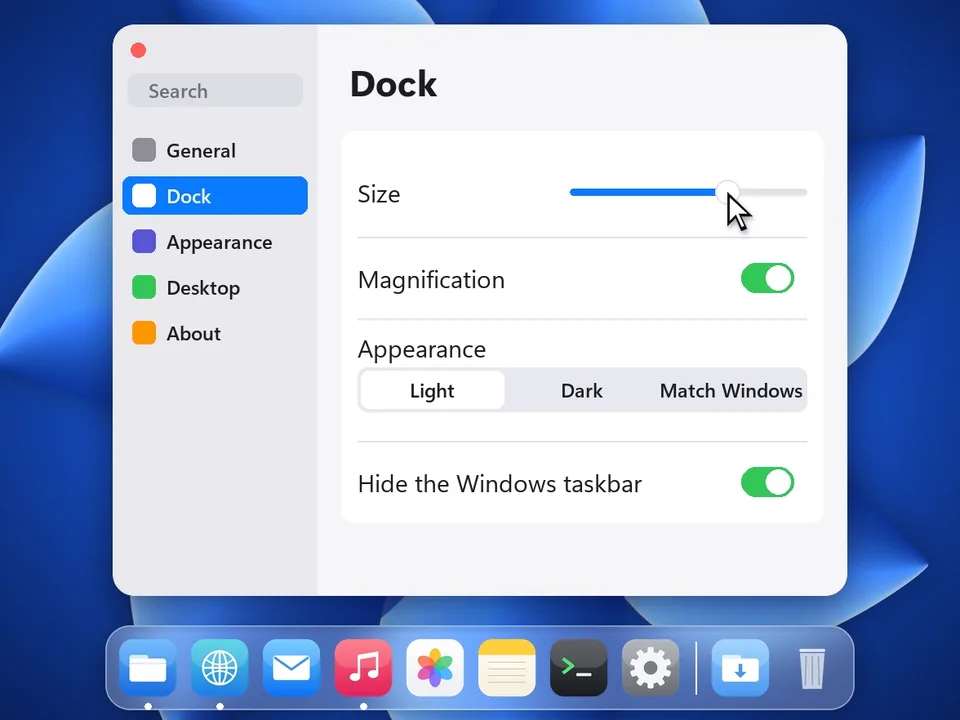 Search
General
Dock
Appearance
Desktop
About
Dock
Size
Magnification
Appearance
Light Dark Match Windows
Hide the Windows taskbar